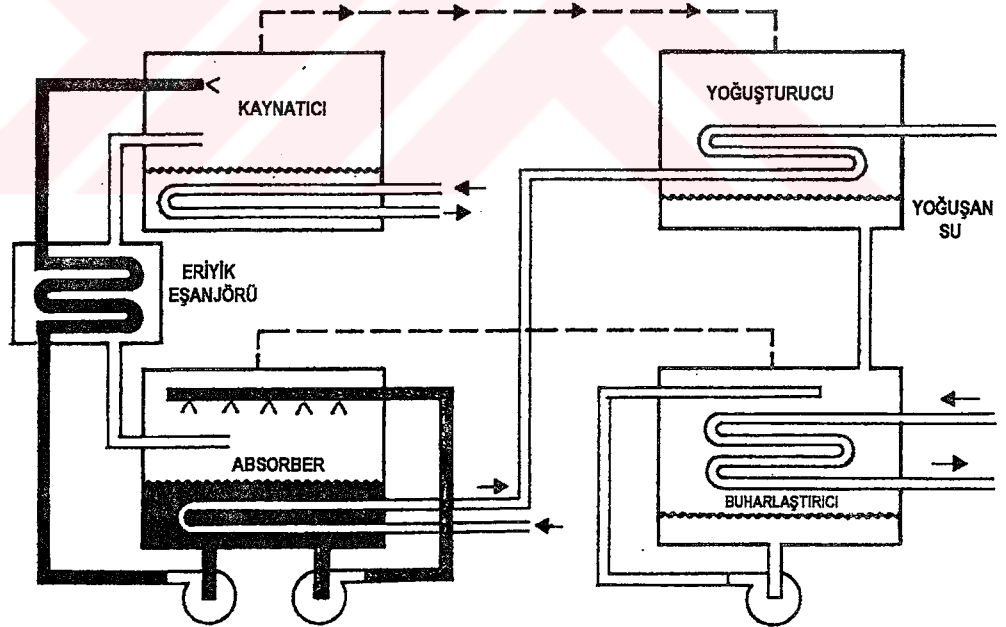 KAYNATICI
YOĞUŞTURUCU
YOĞUŞAN
SU
ERİYİK
EŞANJÖRÜ
ABSORBER
BUHARLAŞTIRICI